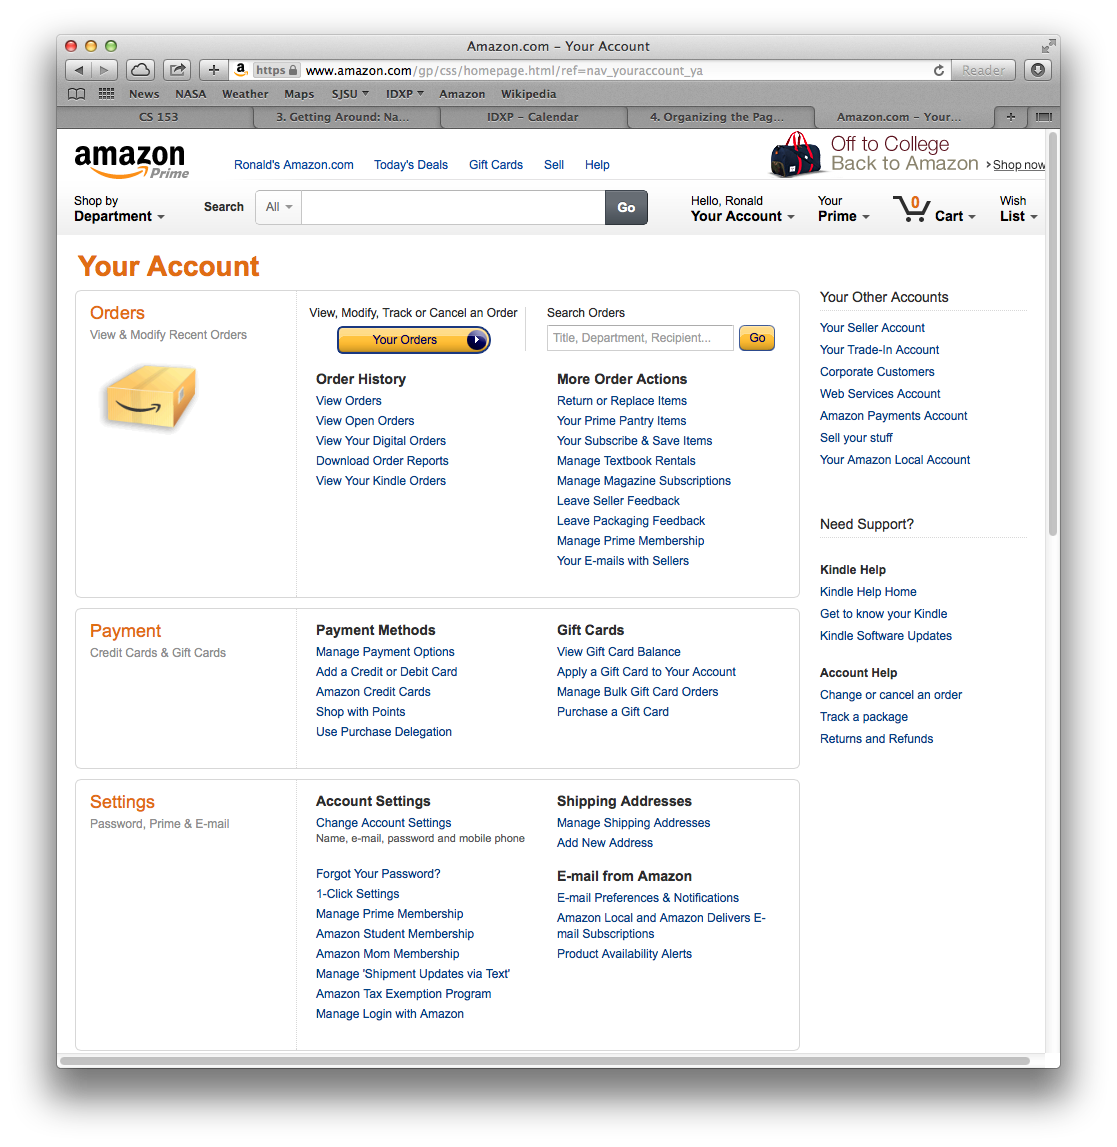 Amazon.com – Your Account
https www.amazon.com/gp/css/homepage.html/ref=nav_youraccount_ya Reader
News NASA Weather Maps SJSU IDXP Amazon Wikipedia
CS 153 3. Getting Around: Na... IDXP – Calendar 4. Organizing the Pag... Amazon.com – Your...
amazon
Prime
Ronald's Amazon.com Today's Deals Gift Cards Sell Help
Off to College
Back to Amazon
Shop now
Shop by
Department
Search All Go
Hello, Ronald
Your Account
Your
Prime
0
Cart
Wish
List
Your Account
Orders
View & Modify Recent Orders
View, Modify, Track or Cancel an Order
Your Orders
Search Orders
Title, Department, Recipient... Go
Order History
View Orders
View Open Orders
View Your Digital Orders
Download Order Reports
View Your Kindle Orders
More Order Actions
Return or Replace Items
Your Prime Pantry Items
Your Subscribe & Save Items
Manage Textbook Rentals
Manage Magazine Subscriptions
Leave Seller Feedback
Leave Packaging Feedback
Manage Prime Membership
Your E-mails with Sellers
Payment
Credit Cards & Gift Cards
Payment Methods
Manage Payment Options
Add a Credit or Debit Card
Amazon Credit Cards
Shop with Points
Use Purchase Delegation
Gift Cards
View Gift Card Balance
Apply a Gift Card to Your Account
Manage Bulk Gift Card Orders
Purchase a Gift Card
Settings
Password, Prime & E-mail
Account Settings
Change Account Settings
Name, e-mail, password and mobile phone
Forgot Your Password?
1-Click Settings
Manage Prime Membership
Amazon Student Membership
Amazon Mom Membership
Manage 'Shipment Updates via Text'
Amazon Tax Exemption Program
Manage Login with Amazon
Shipping Addresses
Manage Shipping Addresses
Add New Address
E-mail from Amazon
E-mail Preferences & Notifications
Amazon Local and Amazon Delivers E-
mail Subscriptions
Product Availability Alerts
Your Other Accounts
Your Seller Account
Your Trade-In Account
Corporate Customers
Web Services Account
Amazon Payments Account
Sell your stuff
Your Amazon Local Account
Need Support?
Kindle Help
Kindle Help Home
Get to know your Kindle
Kindle Software Updates
Account Help
Change or cancel an order
Track a package
Returns and Refunds